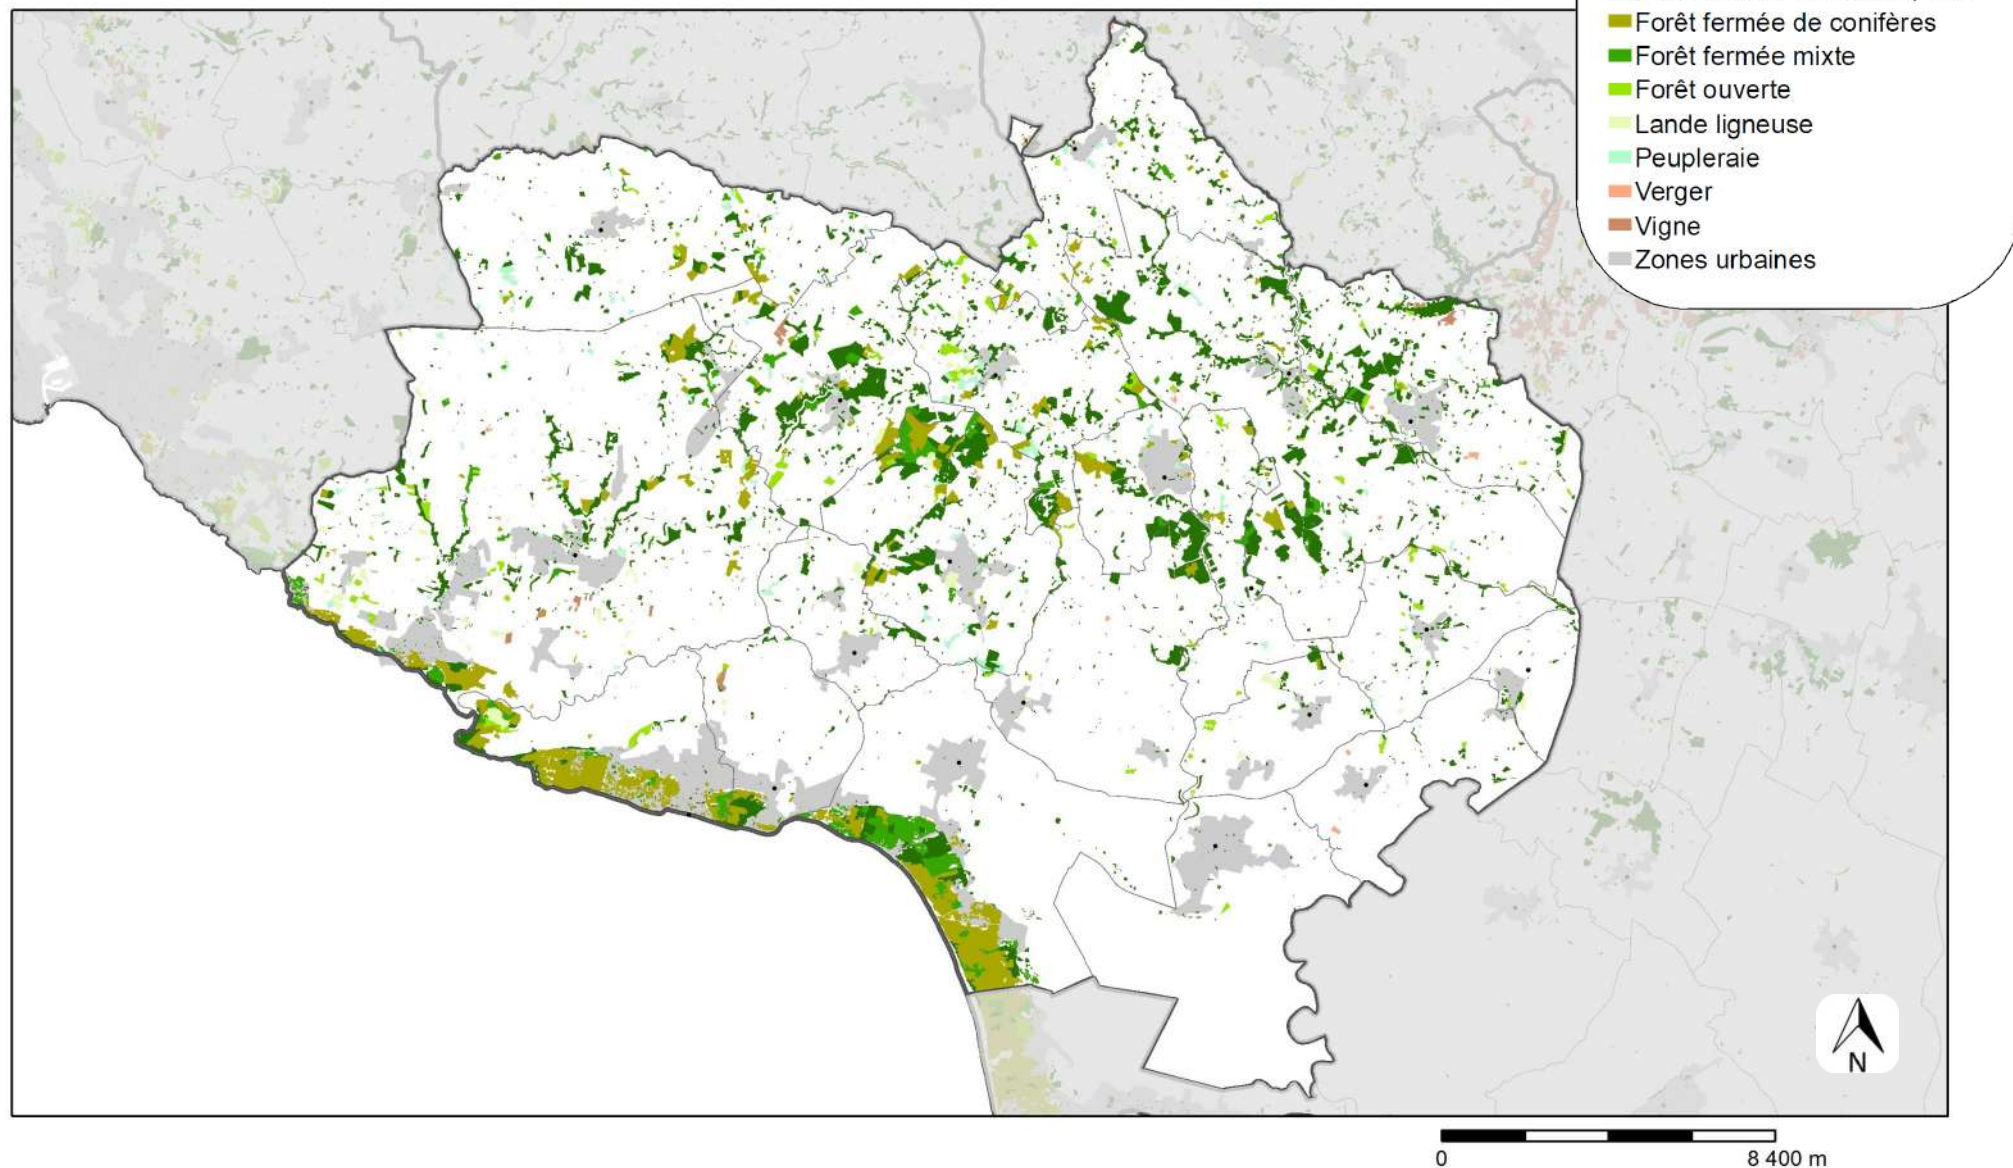 Forêt fermée de conifères
Forêt fermée mixte
Forêt ouverte
Lande ligneuse
Peupleraie
Verger
Vigne
Zones urbaines
N
0 8 400 m